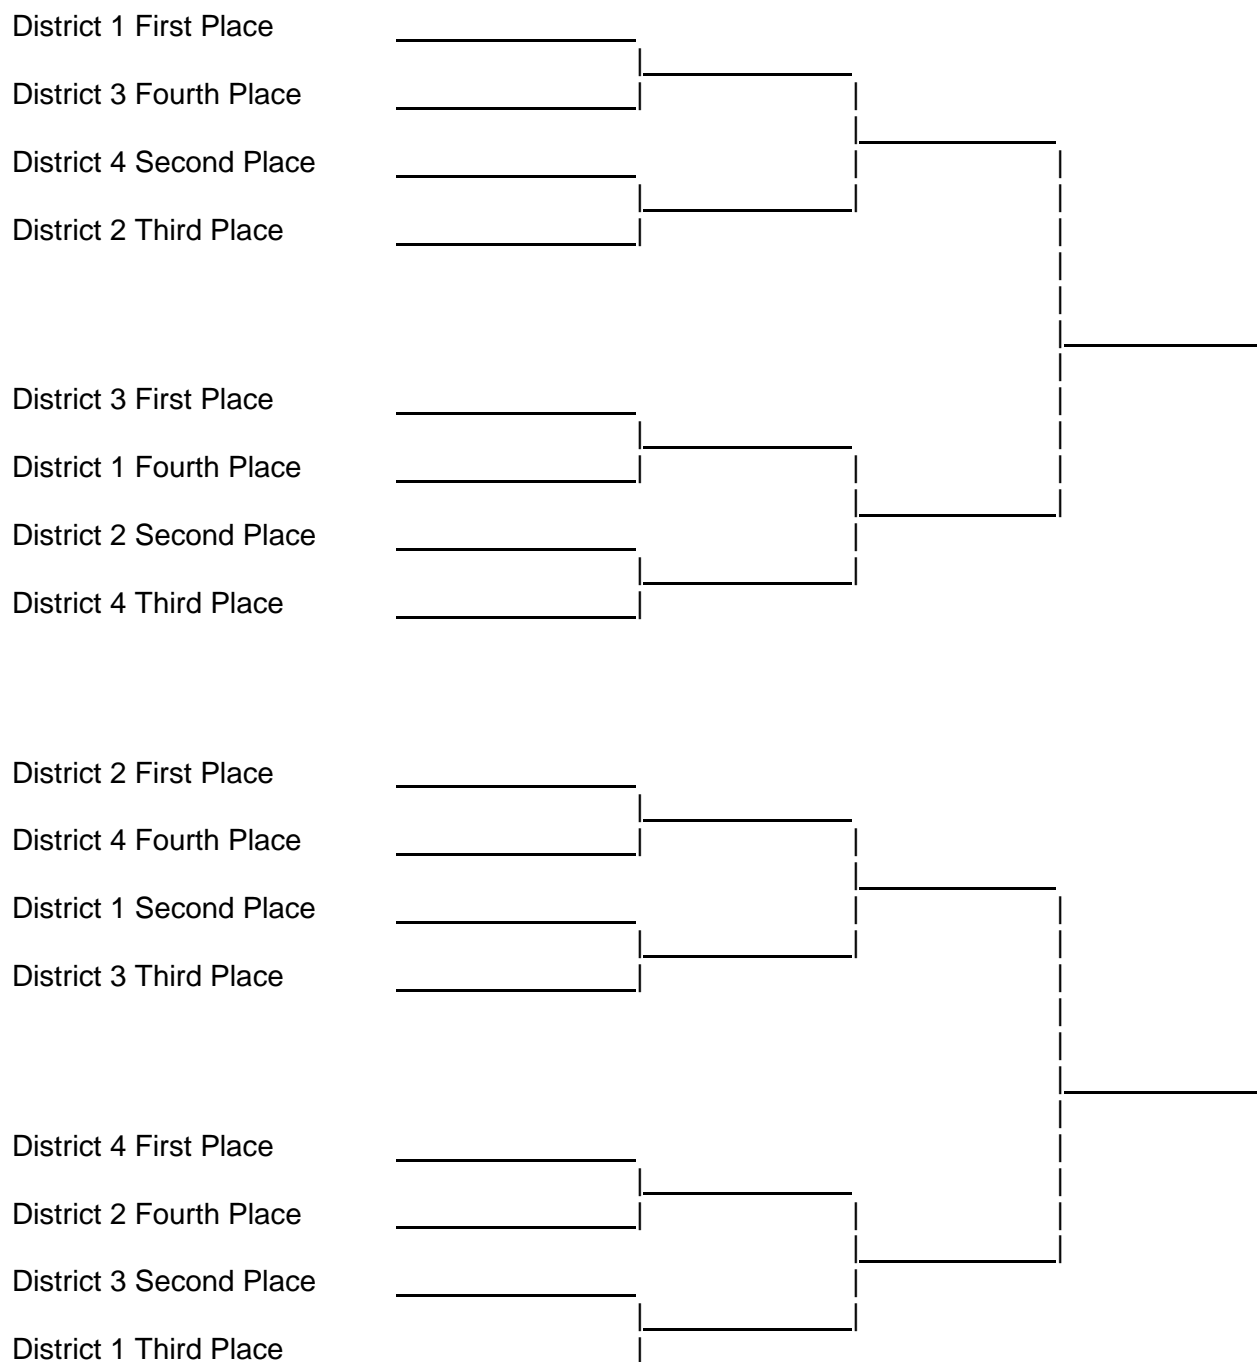 District 1 First Place
District 3 Fourth Place
District 4 Second Place
District 2 Third Place
District 3 First Place
District 1 Fourth Place
District 2 Second Place
District 4 Third Place
District 2 First Place
District 4 Fourth Place
District 1 Second Place
District 3 Third Place
District 4 First Place
District 2 Fourth Place
District 3 Second Place
District 1 Third Place